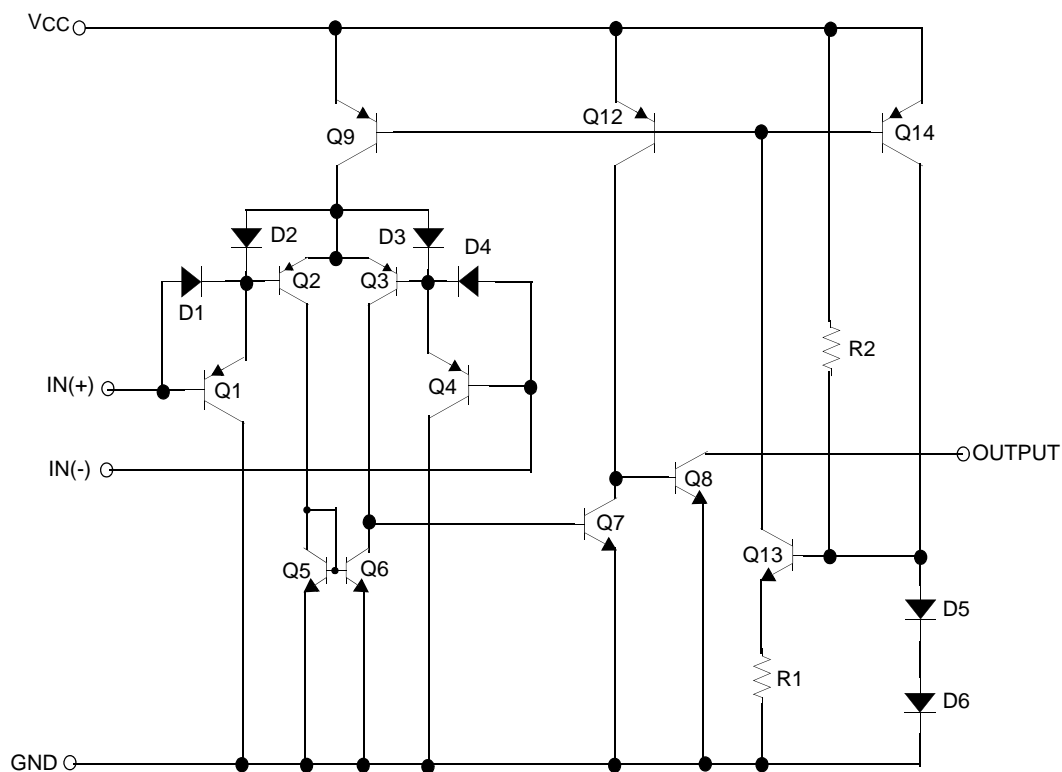 VCC
Q9
Q12
Q14
D2
D3
D4
Q2
Q3
D1
R2
IN(+)
Q1
Q4
IN(-)
OUTPUT
Q8
Q7
Q13
Q5
Q6
D5
R1
D6
GND